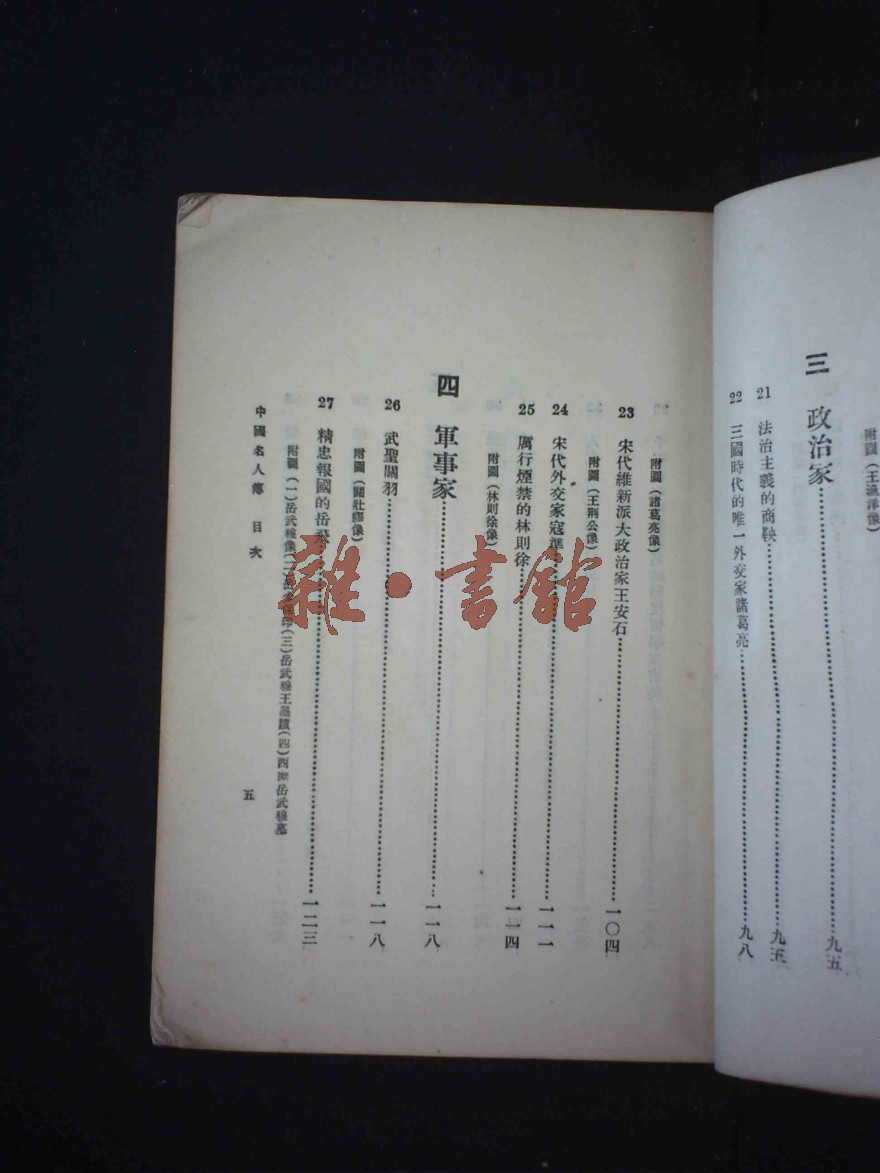 附圖(王漁洋像)
三 政治家……九五
21 法治主義的商鞅……九五
22 三國時代的唯一外交家諸葛亮……九八
附圖(諸葛亮像)
23 宋代維新派大政治家王安石……一〇四
附圖(王荊公像)
24 宋代外交家寇準……一一一
25 厲行煙禁的林則徐……一一四
附圖(林則徐像)
四 軍事家……一一八
26 武聖關羽……一一八
附圖(關壯繆像)
27 精忠報國的岳飛……一二三
附圖(一)岳武穆像(二)岳印(三)岳武穆王墨蹟(四)西湖岳武穆墓
中國名人傳 目次
五
雜·書館